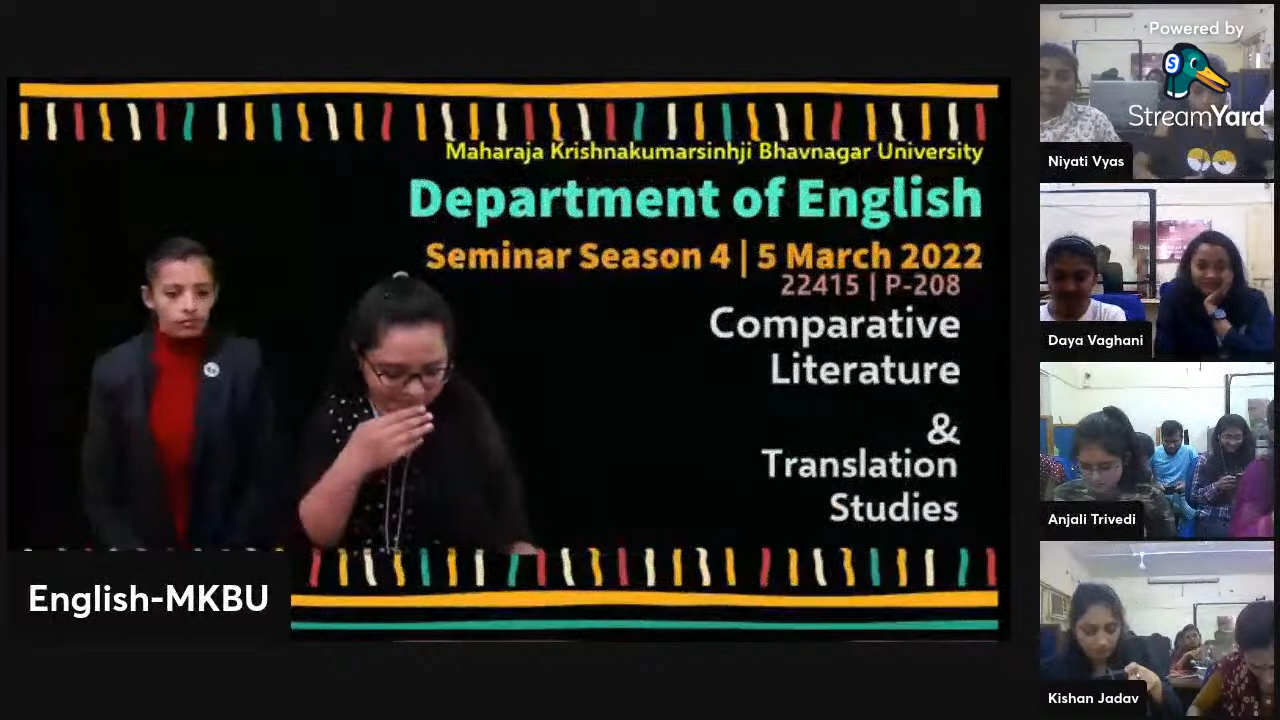 Maharaja Krishnakumarsinhji Bhavnagar University
Department of English
Seminar Season 4 | 5 March 2022
22415 | P-208
Comparative
Literature
&
Translation
Studies
English-MKBU
Powered by
StreamYard
Niyati Vyas
Daya Vaghani
Anjali Trivedi
Kishan Jadav